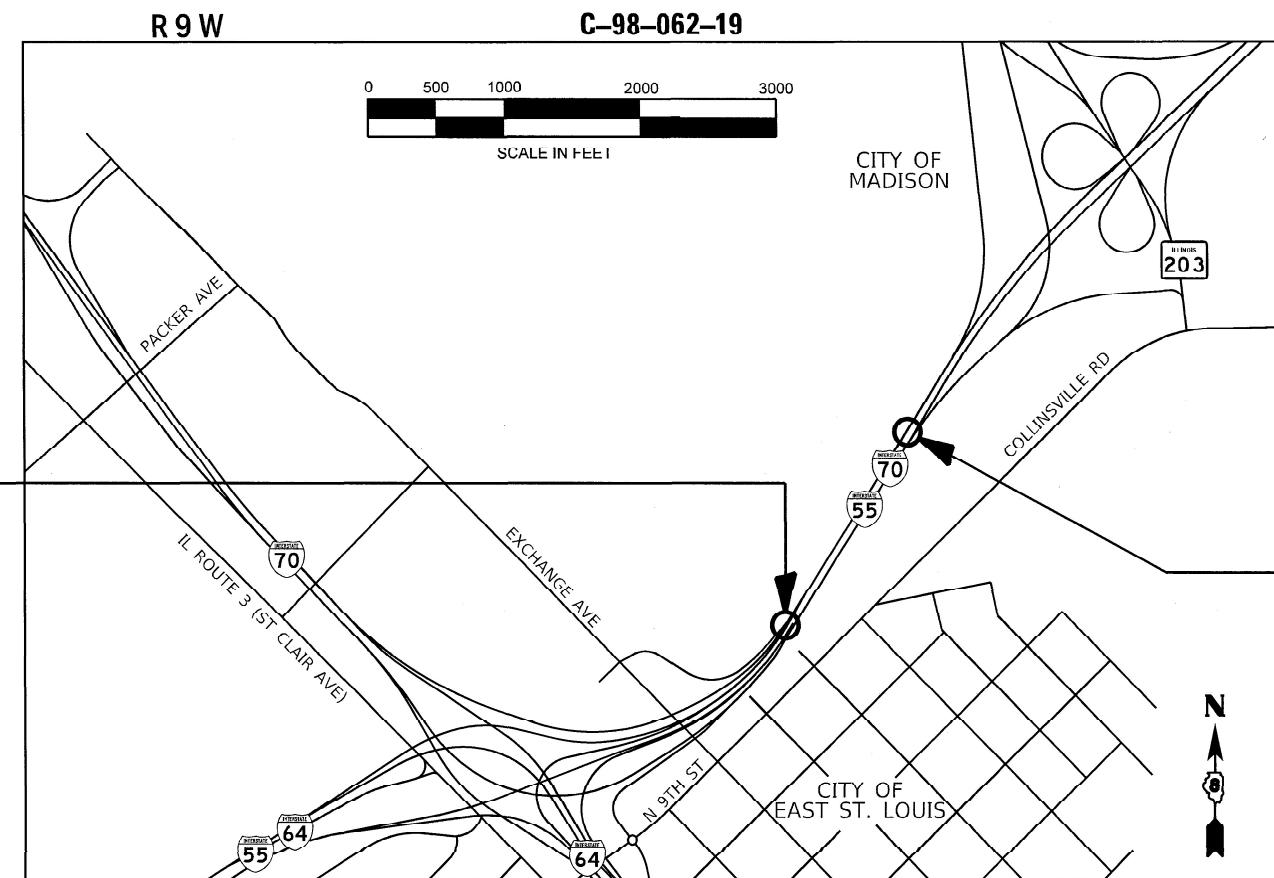 R 9 W
C-98-062-19
0 500 1000 2000 3000
SCALE IN FEET
CITY OF
MADISON
ILLINOIS
203
PACKER AVE
COLLINSVILLE RD
INTERSTATE
70
INTERSTATE
55
EXCHANGE AVE
INTERSTATE
70
IL ROUTE 3 (ST CLAIR AVE)
N
8
N 9TH ST
CITY OF
EAST ST. LOUIS
INTERSTATE
64
INTERSTATE
55
INTERSTATE
64